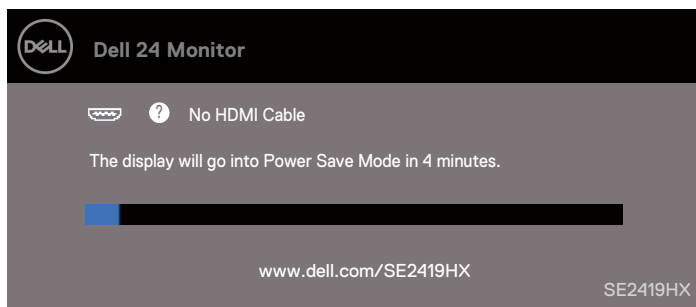 DELL
Dell 24 Monitor
? No HDMI Cable
The display will go into Power Save Mode in 4 minutes.
www.dell.com/SE2419HX
SE2419HX